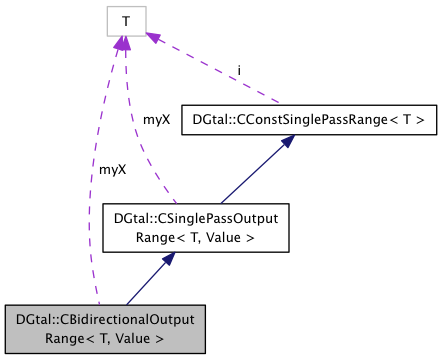 T
i
DGtal::CConstSinglePassRange< T >
myX
myX
DGtal::CSinglePassOutput
Range< T, Value >
DGtal::CBidirectionalOutput
Range< T, Value >